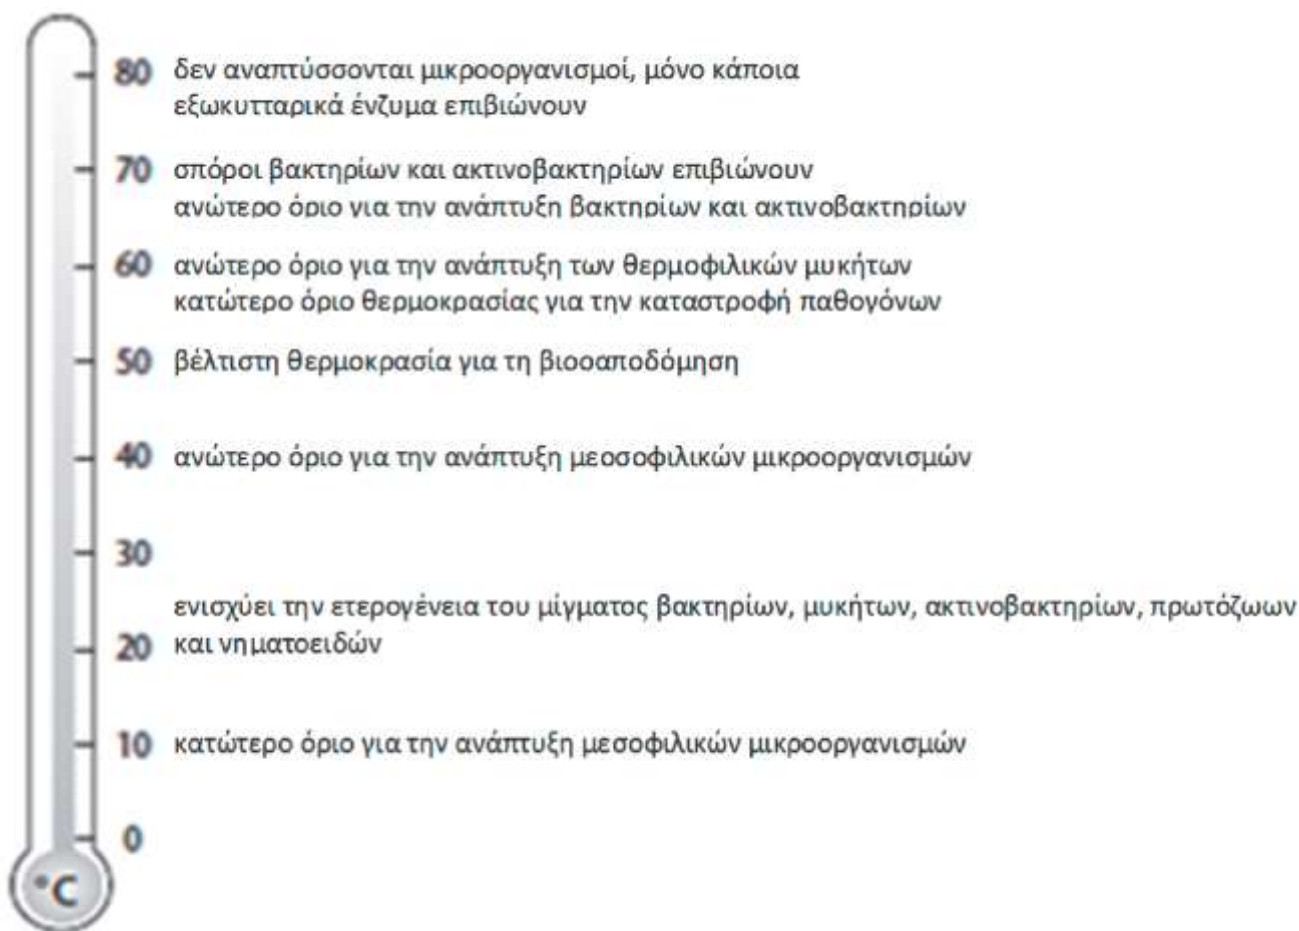 80 δεν αναπτύσσονται μικροοργανισμοί, μόνο κάποια
εξωκυτταρικά ένζυμα επιβιώνουν
70 σπόροι βακτηρίων και ακτινοβακτηρίων επιβιώνουν
ανώτερο όριο για την ανάπτυξη βακτηρίων και ακτινοβακτηρίων
60 ανώτερο όριο για την ανάπτυξη των θερμοφιλικών μυκήτων
κατώτερο όριο θερμοκρασίας για την καταστροφή παθογόνων
50 βέλτιστη θερμοκρασία για τη βιοοαποδόμηση
40 ανώτερο όριο για την ανάπτυξη μεοσοφιλικών μικροοργανισμών
30
ενισχύει την ετερογένεια του μίγματος βακτηρίων, μυκήτων, ακτινοβακτηρίων, πρωτόζωων
20 και νηματοειδών
10 κατώτερο όριο για την ανάπτυξη μεσοφιλικών μικροοργανισμών
0
°C